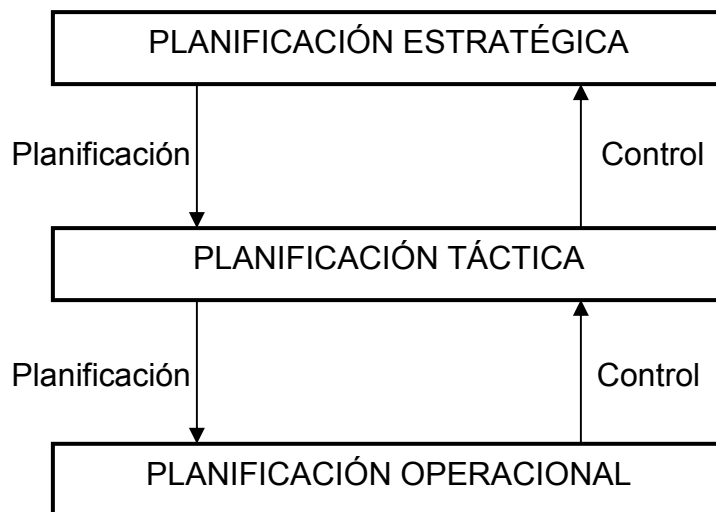 PLANIFICACIÓN ESTRATÉGICA
Planificación
Control
PLANIFICACIÓN TÁCTICA
Planificación
Control
PLANIFICACIÓN OPERACIONAL